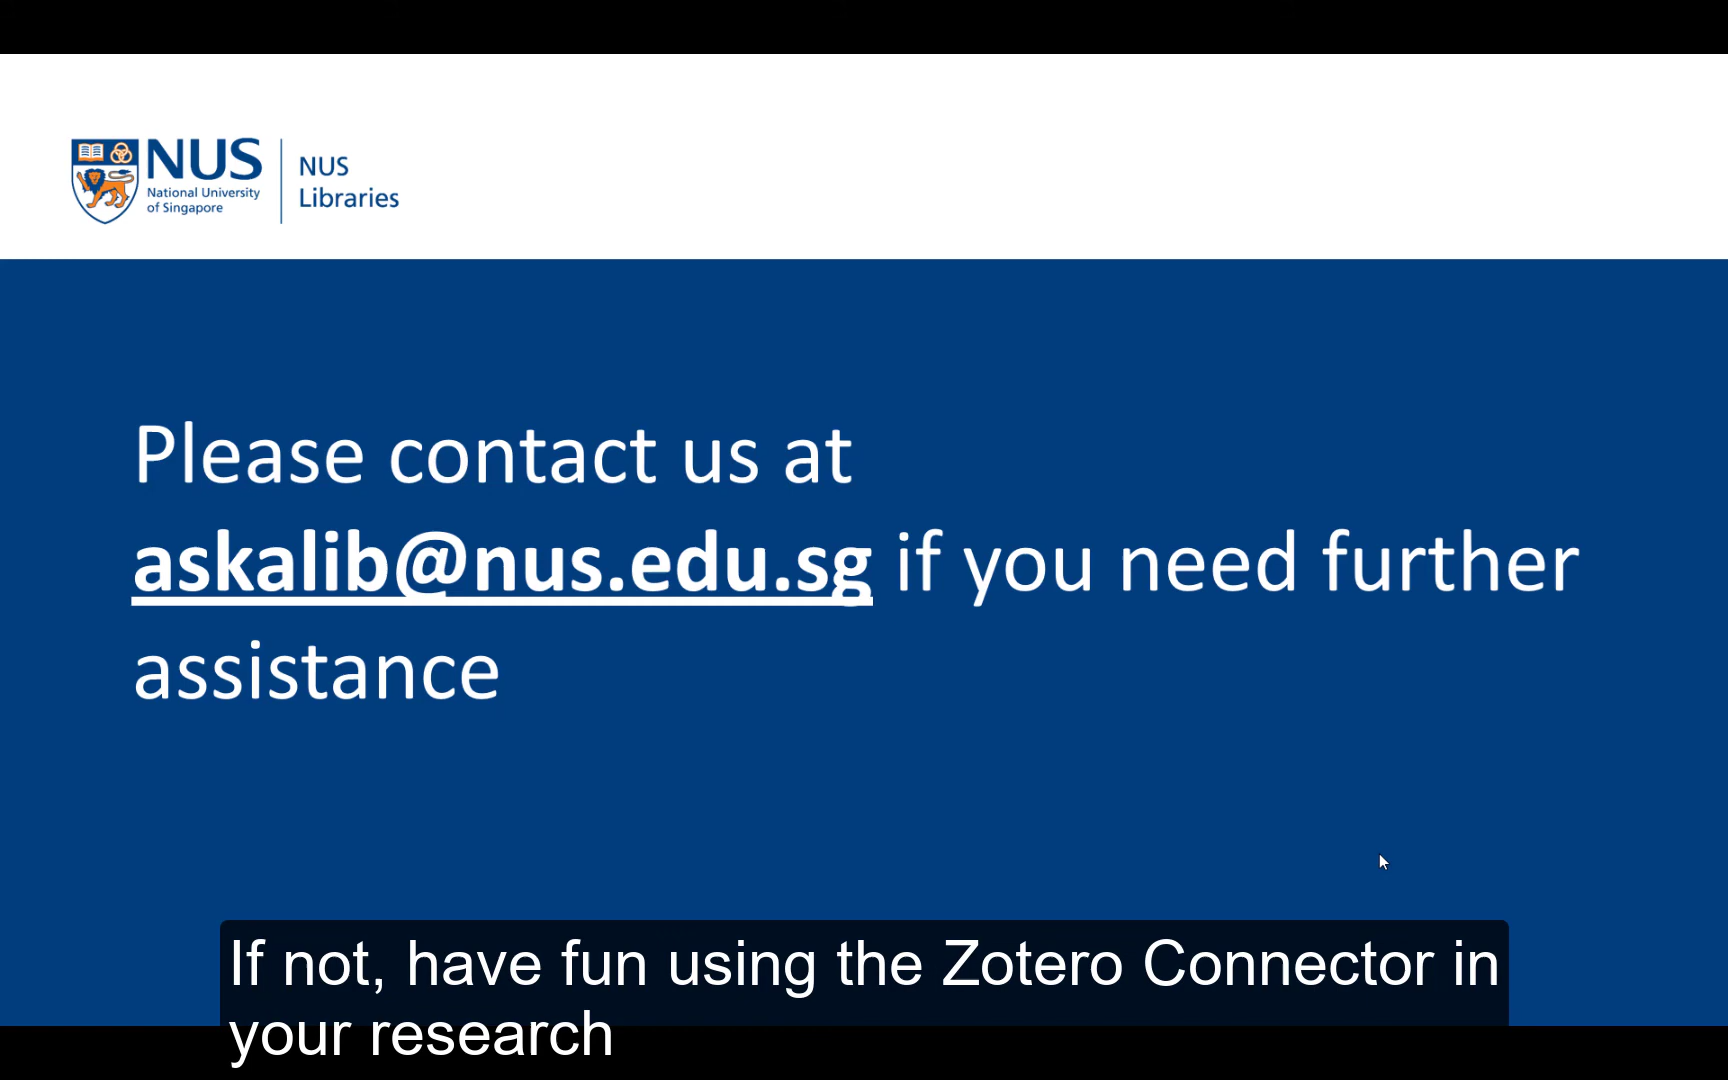 NUS
National University
of Singapore
NUS
Libraries
Please contact us at
askalib@nus.edu.sg if you need further
assistance
If not, have fun using the Zotero Connector in
your research